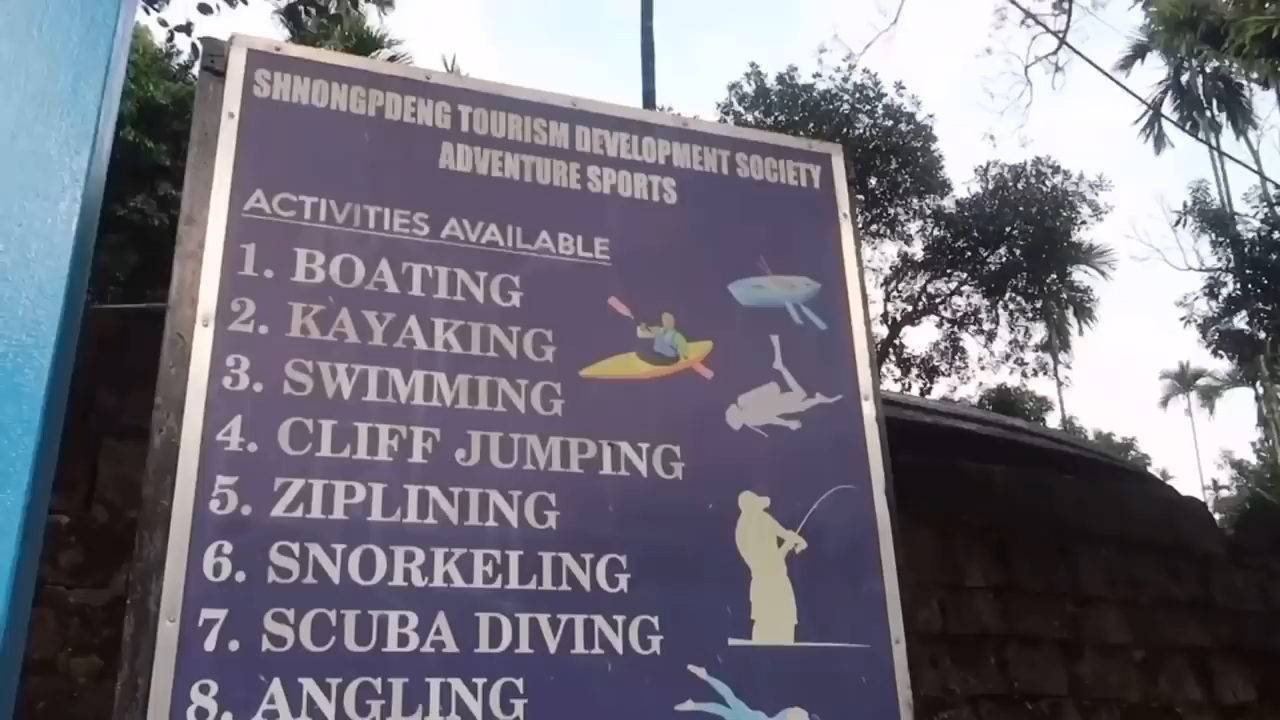 SHNONGPDENG TOURISM DEVELOPMENT SOCIETY
ADVENTURE SPORTS
ACTIVITIES AVAILABLE
1. BOATING
2. KAYAKING
3. SWIMMING
4. CLIFF JUMPING
5. ZIPLINING
6. SNORKELING
7. SCUBA DIVING
8. ANGLING